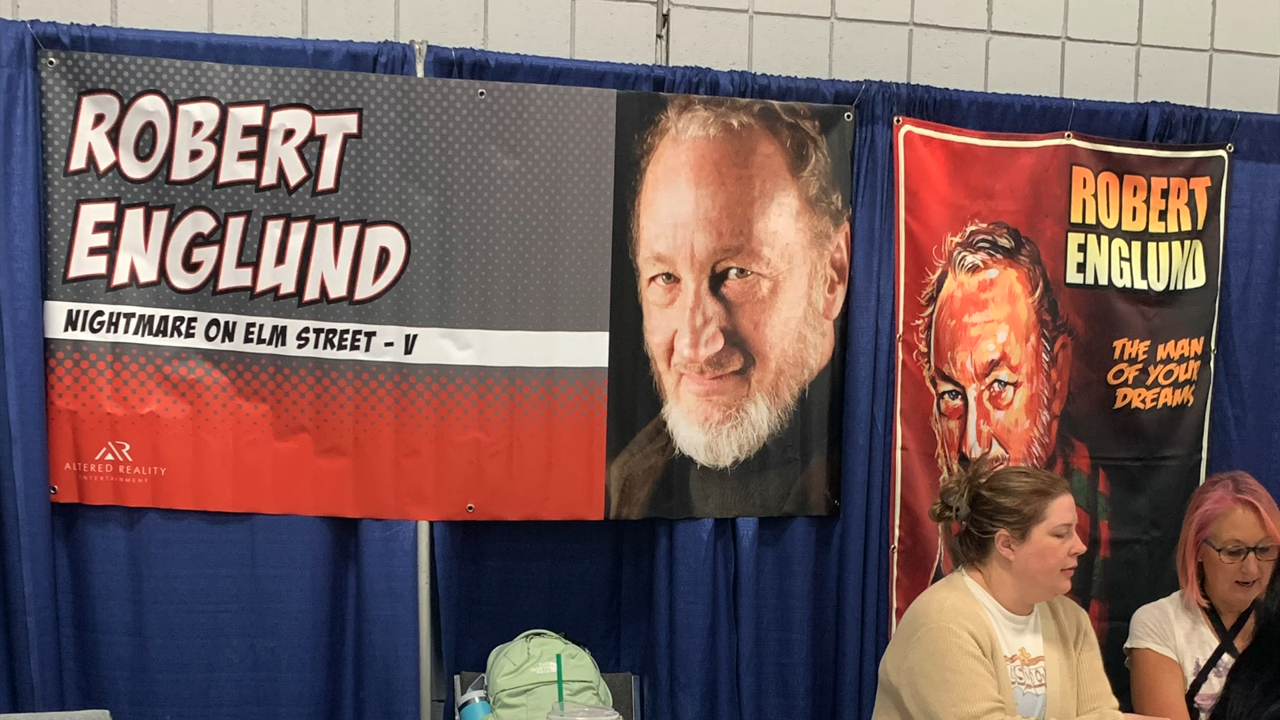 ROBERT
ENGLUND
NIGHTMARE ON ELM STREET - V
AR
ALTERED REALITY
ENTERTAINMENT
ROBERT
ENGLUND
THE MAN
OF YOUR
DREAMS